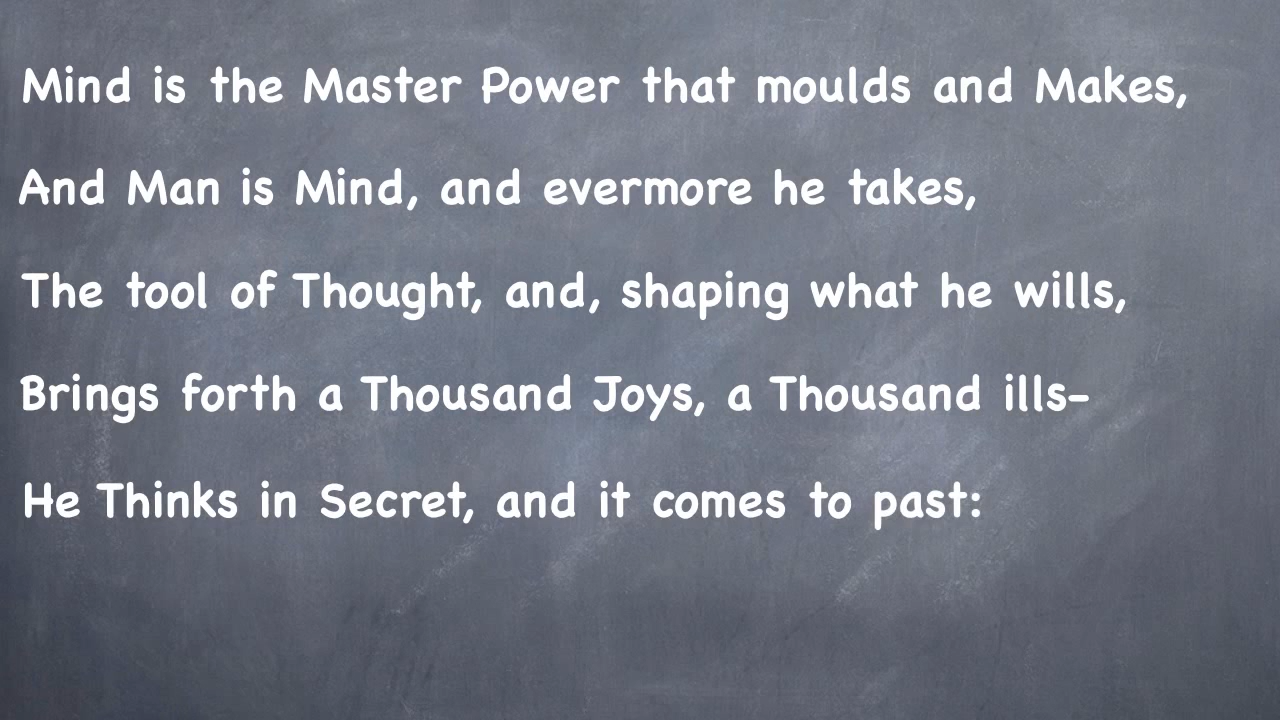 Mind is the Master Power that moulds and Makes,
And Man is Mind, and evermore he takes,
The tool of Thought, and, shaping what he wills,
Brings forth a Thousand Joys, a Thousand ills-
He Thinks in Secret, and it comes to past: